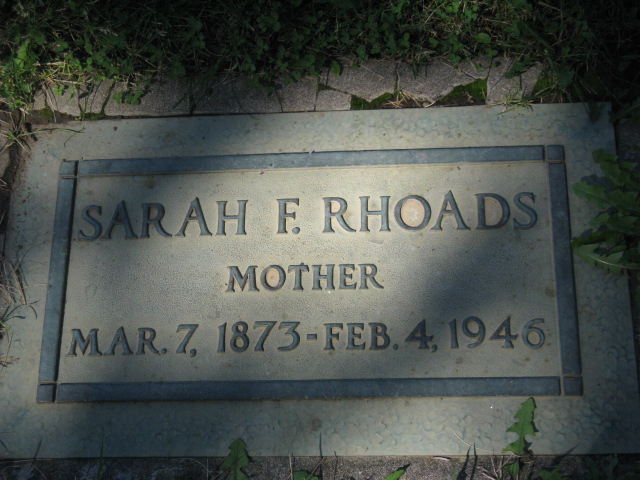 SARAH F. RHOADS
MOTHER
MAR. 7, 1873 - FEB. 4, 1946